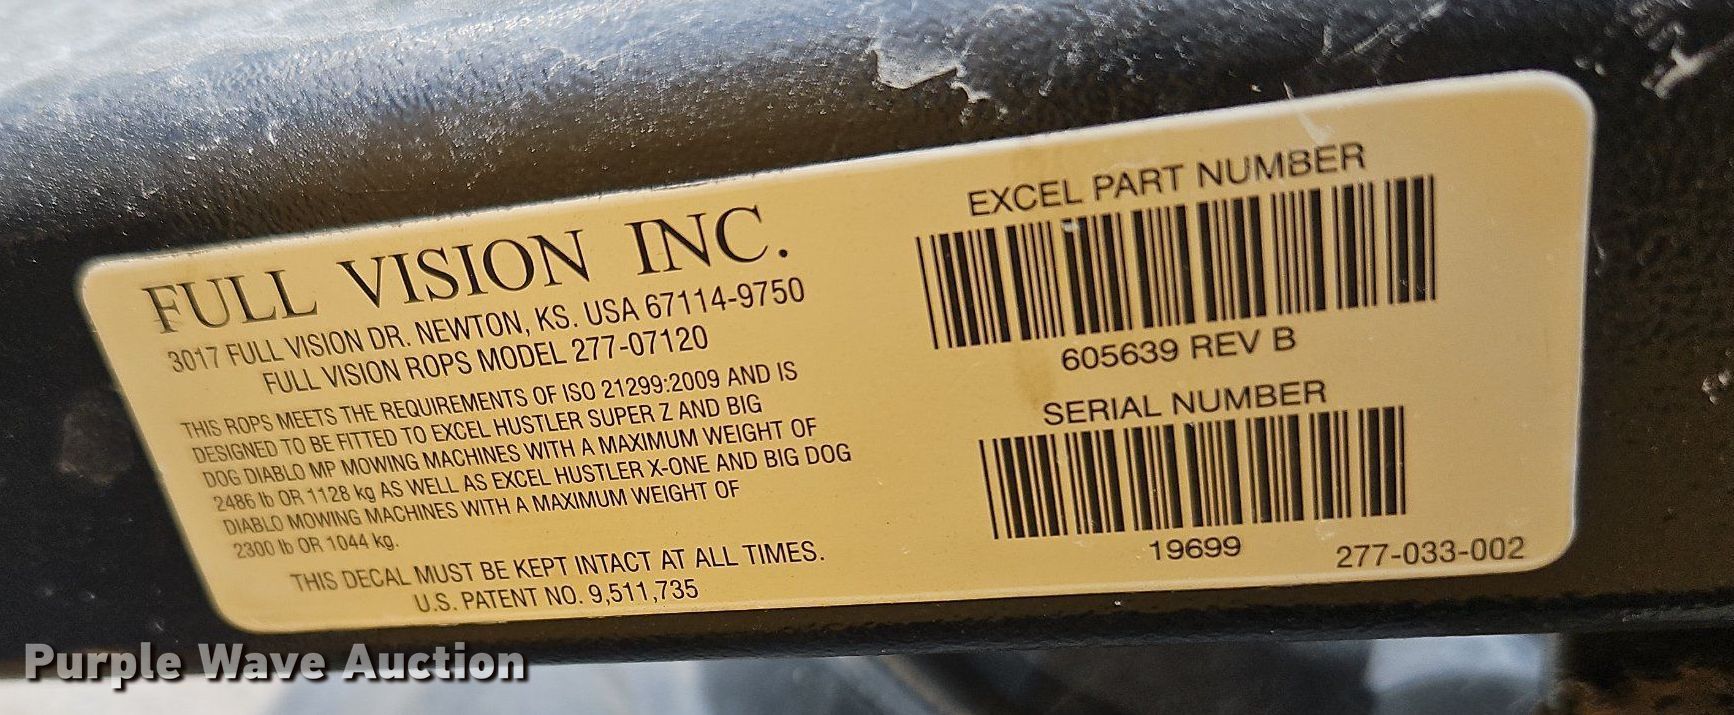 FULL VISION INC.
3017 FULL VISION DR. NEWTON, KS. USA 67114-9750
FULL VISION ROPS MODEL 277-07120
THIS ROPS MEETS THE REQUIREMENTS OF ISO 21299:2009 AND IS
DESIGNED TO BE FITTED TO EXCEL HUSTLER SUPER Z AND BIG
DOG DIABLO MP MOWING MACHINES WITH A MAXIMUM WEIGHT OF
2486 lb OR 1128 kg AS WELL AS EXCEL HUSTLER X-ONE AND BIG DOG
DIABLO MOWING MACHINES WITH A MAXIMUM WEIGHT OF
2300 lb OR 1044 kg.
THIS DECAL MUST BE KEPT INTACT AT ALL TIMES.
U.S. PATENT NO. 9,511,735
EXCEL PART NUMBER
605639 REV B
SERIAL NUMBER
19699
277-033-002
Purple Wave Auction